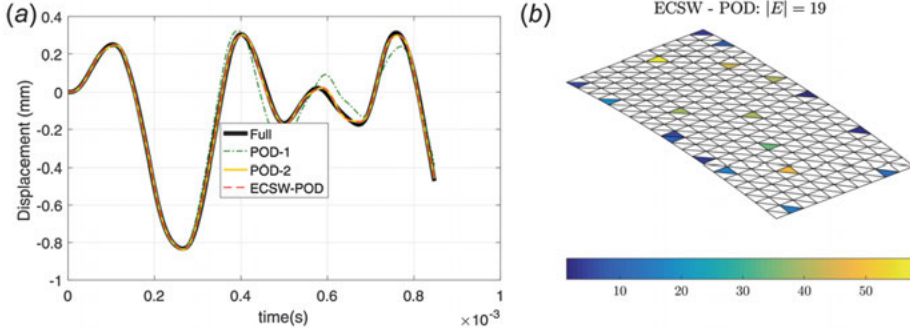 (a)
0.4
0.2
0
-0.2
-0.4
-0.6
-0.8
-1
Displacement (mm)
Full
POD-1
POD-2
ECSW-POD
0
0.2
0.4
0.6
0.8
1
time(s)
×10⁻³
(b)
ECSW - POD: |E| = 19
10
20
30
40
50